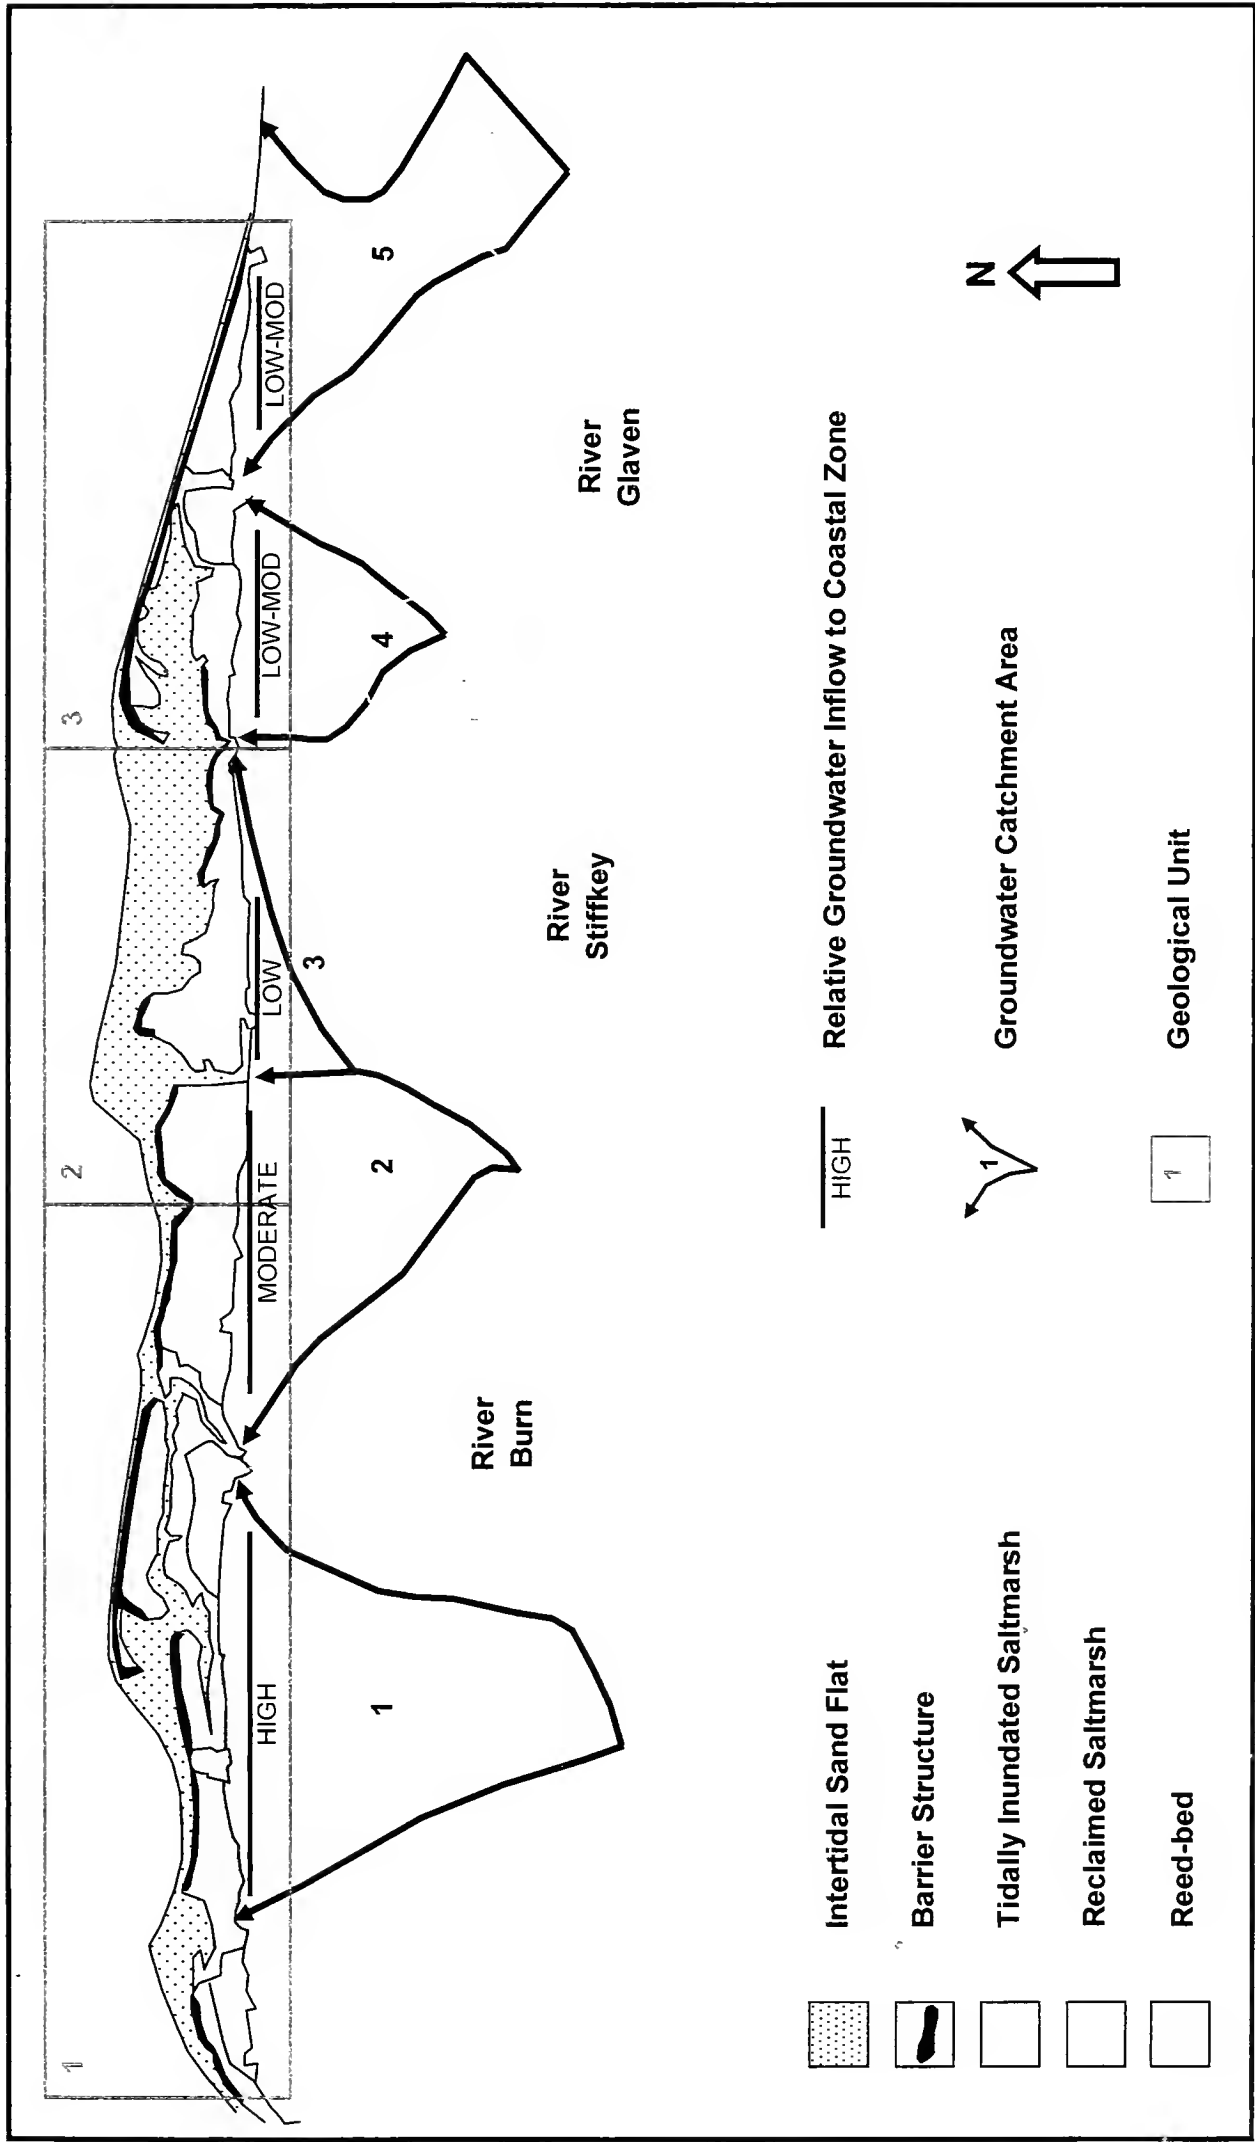 1
2
3
HIGH
MODERATE
LOW
LOW-MOD
LOW-MOD
1
2
3
4
5
River
Burn
River
Stiffkey
River
Glaven
N
Intertidal Sand Flat
Barrier Structure
Tidally Inundated Saltmarsh
Reclaimed Saltmarsh
Reed-bed
HIGH
Relative Groundwater Inflow to Coastal Zone
1
Groundwater Catchment Area
1
Geological Unit